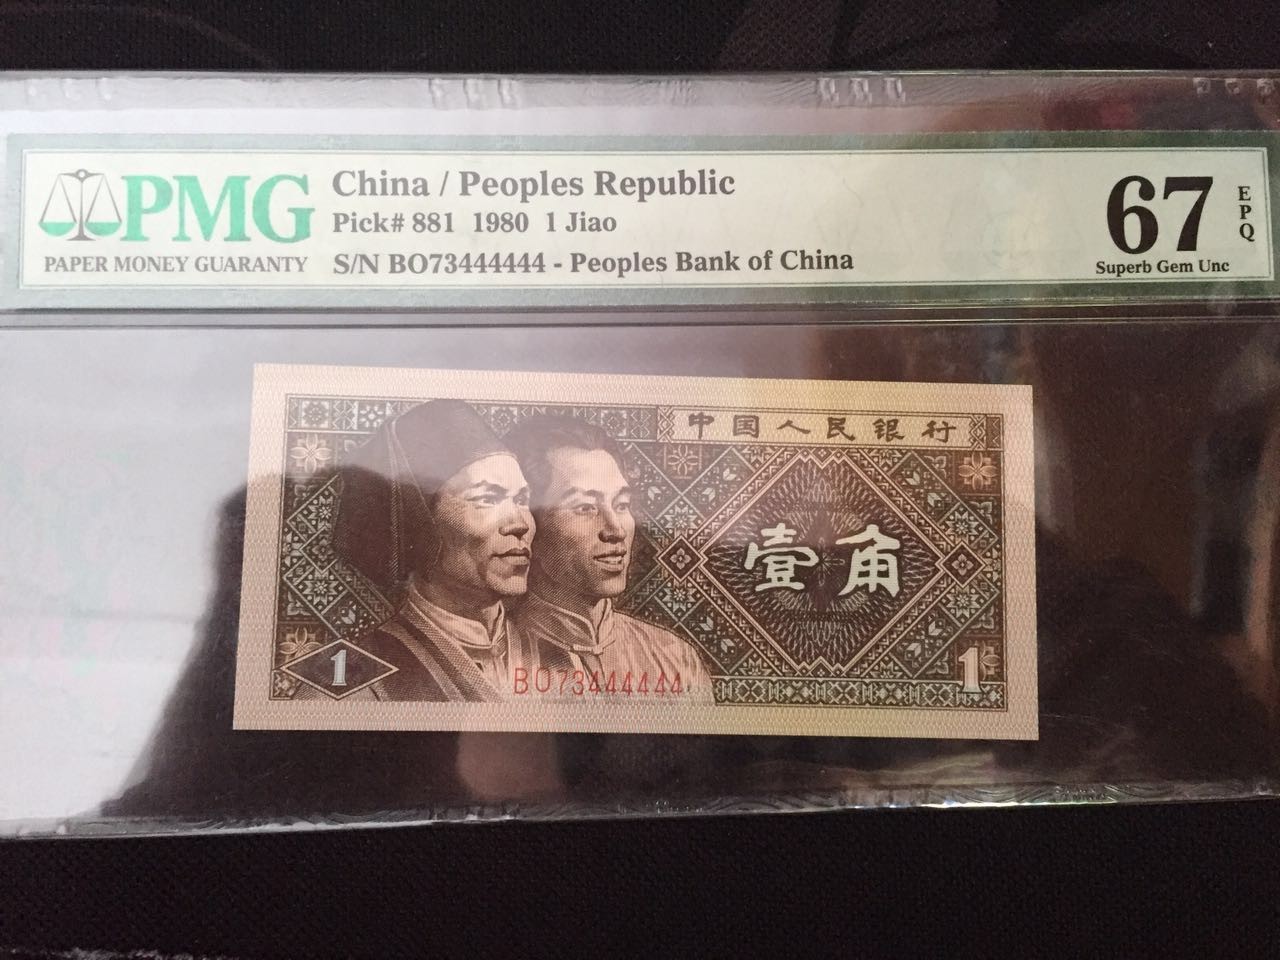 PMG
PAPER MONEY GUARANTY
China / Peoples Republic
Pick# 881 1980 1 Jiao
S/N BO73444444 - Peoples Bank of China
67
EPQ
Superb Gem Unc
中国人民银行
壹角
1
BO73444444
1